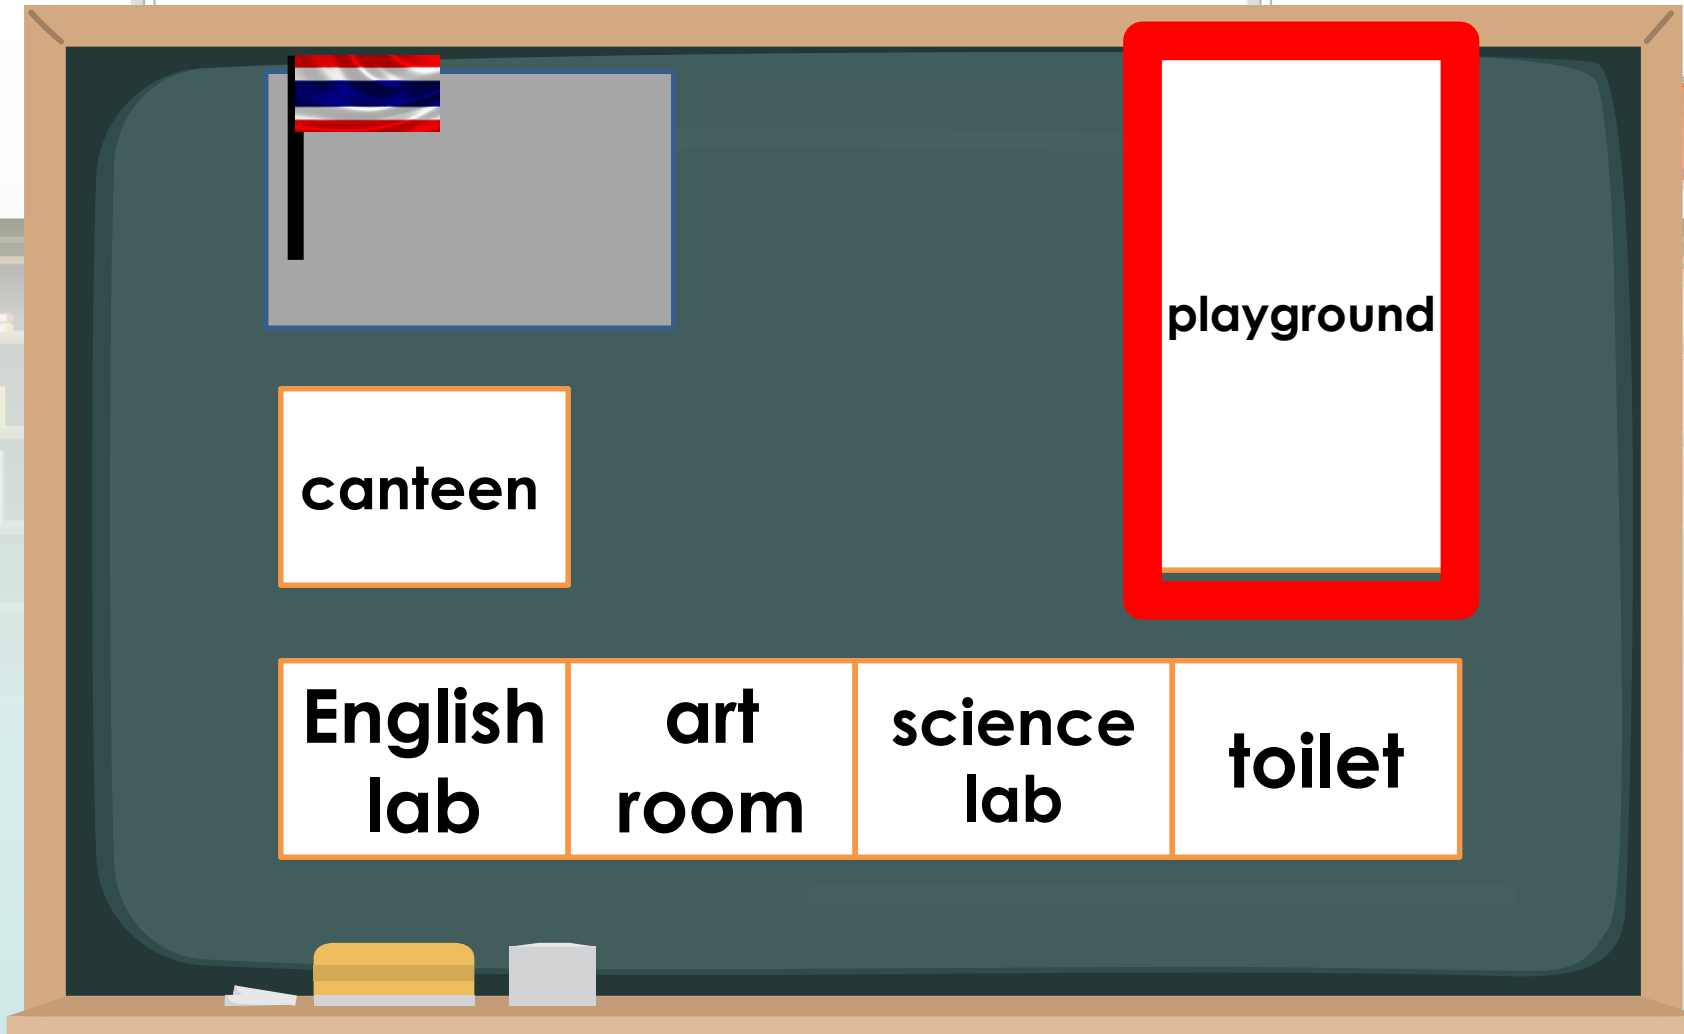 playground
canteen
English
lab
art
room
science
lab
toilet